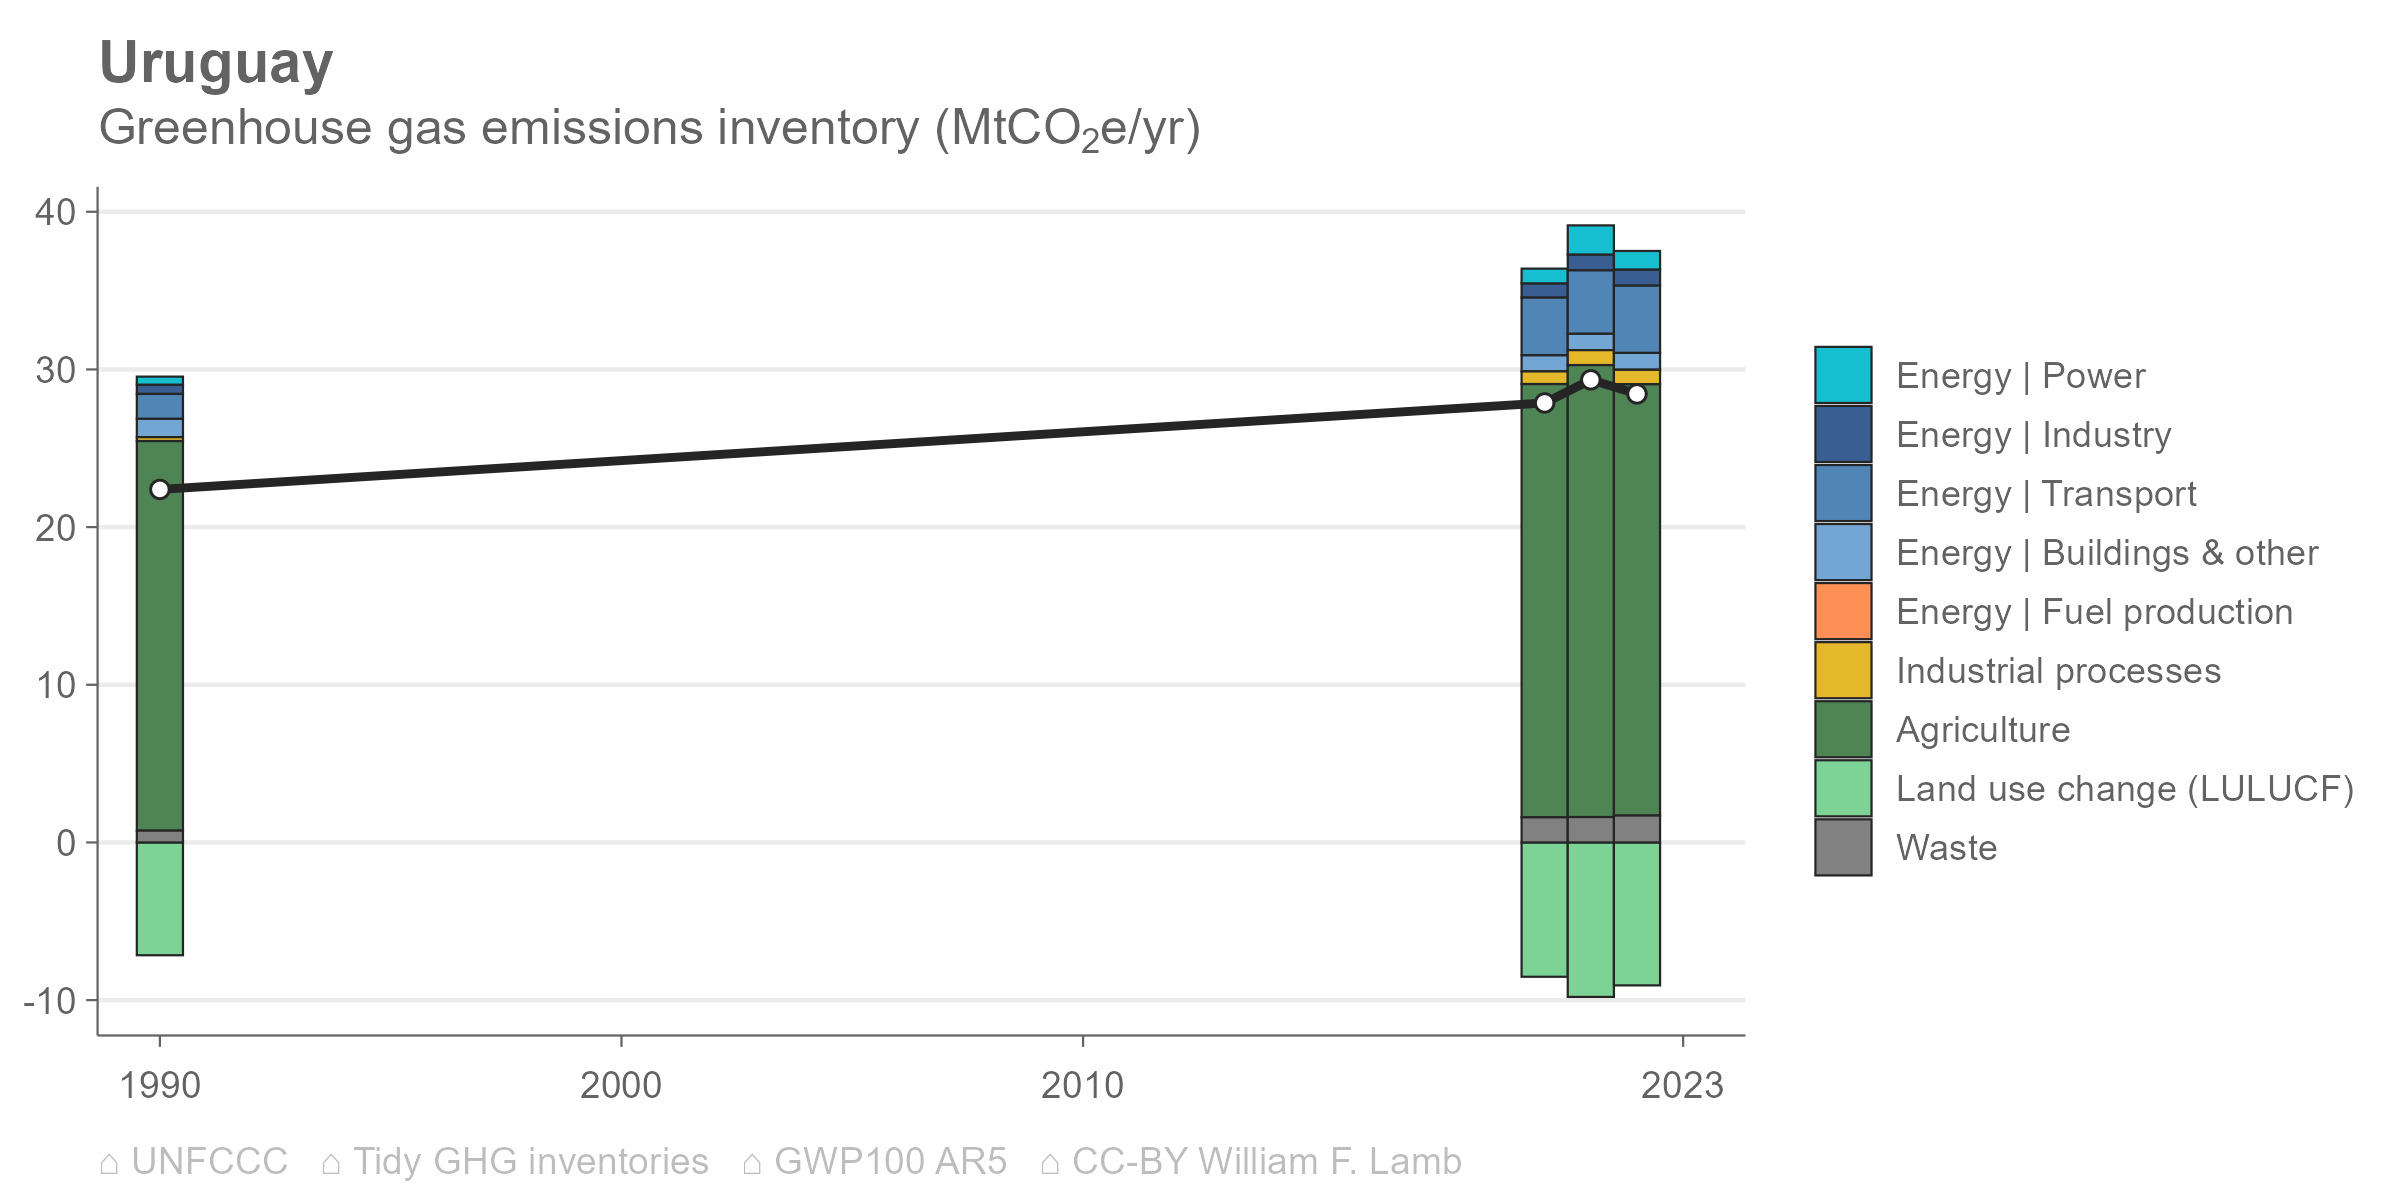 Uruguay
Greenhouse gas emissions inventory (MtCO₂e/yr)
40
30
20
10
0
-10
1990
2000
2010
2023
Energy | Power
Energy | Industry
Energy | Transport
Energy | Buildings & other
Energy | Fuel production
Industrial processes
Agriculture
Land use change (LULUCF)
Waste
⌂ UNFCCC ⌂ Tidy GHG inventories ⌂ GWP100 AR5 ⌂ CC-BY William F. Lamb